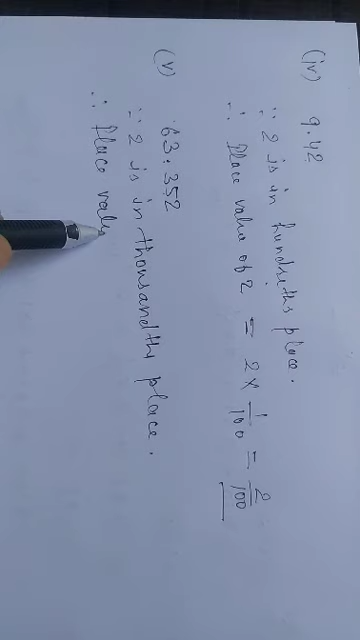 (iv) 9.42
∵ 2 is in hundredths place.
∴ Place value of 2 = 2 × 1/100 = 2/100
(v) 63.352
∵ 2 is in thousandths place.
∴ Place valu